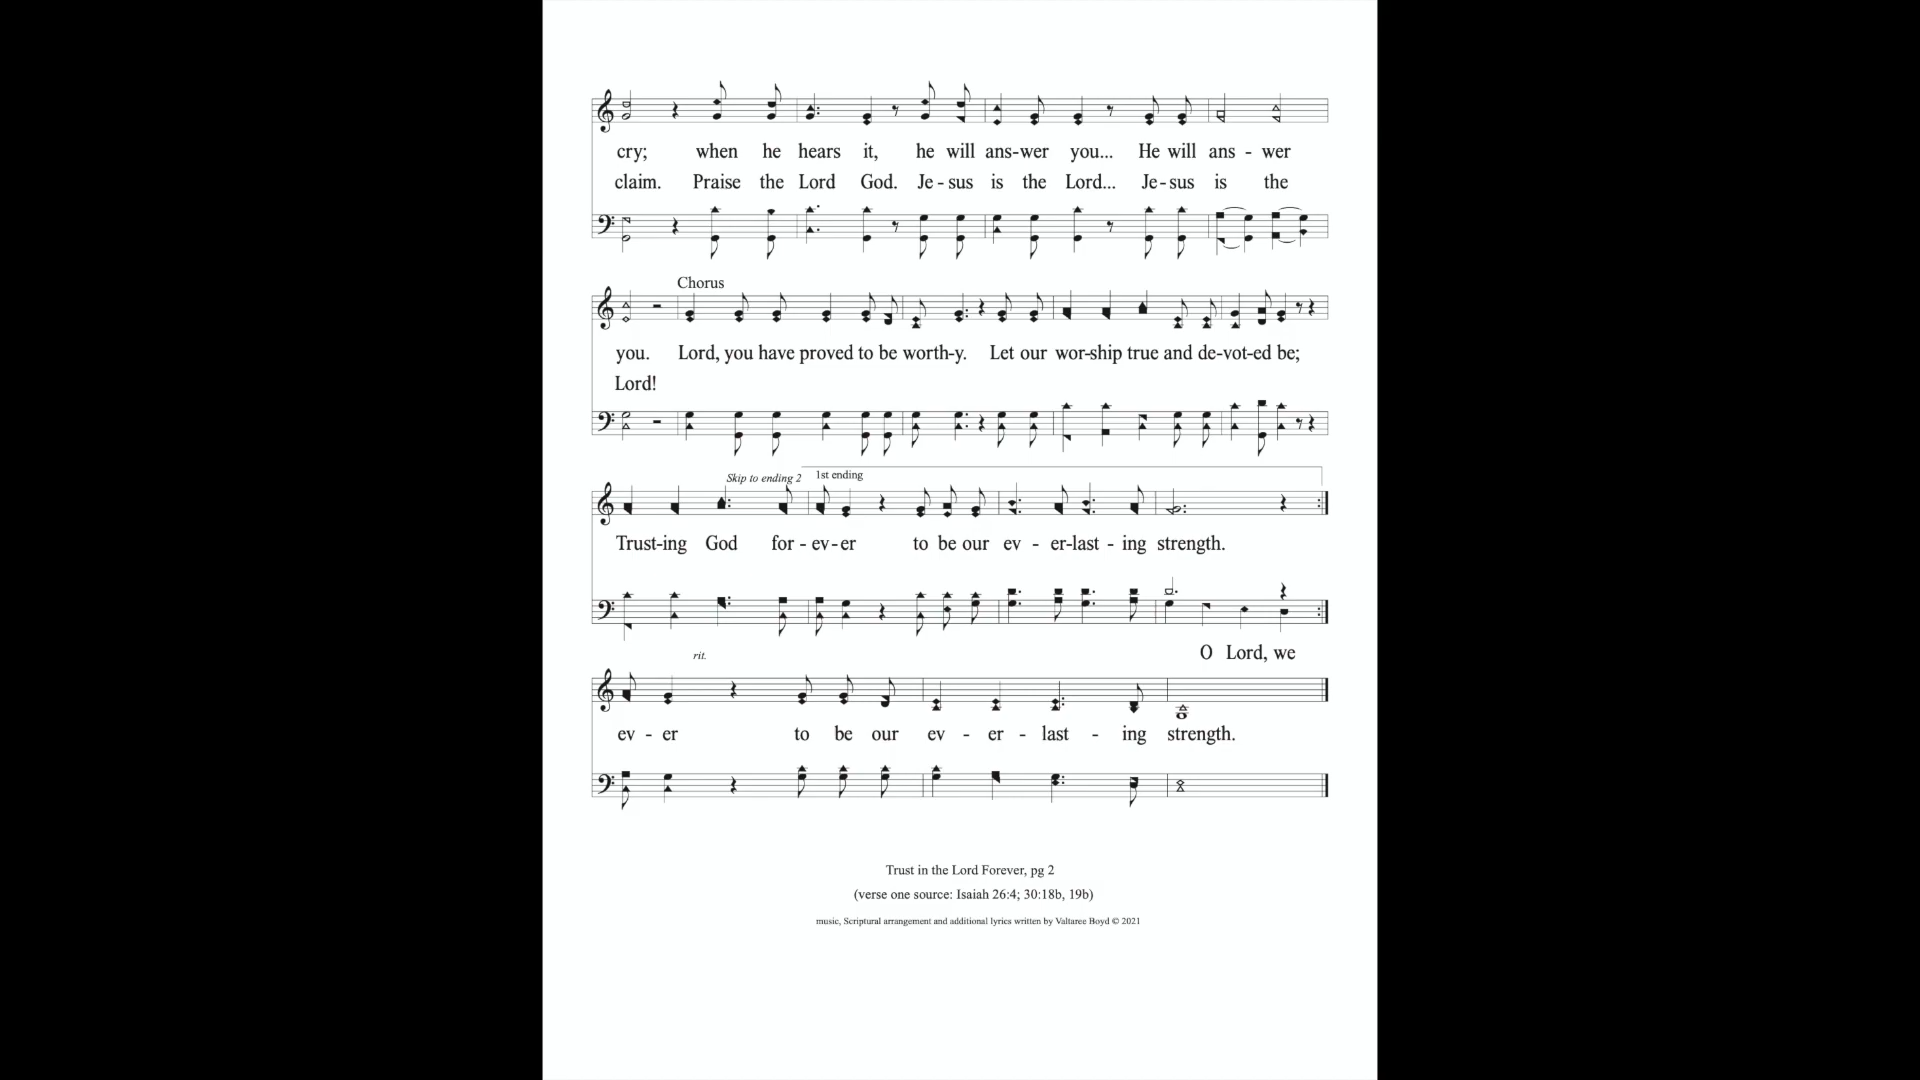 cry; when he hears it, he will ans-wer you... He will ans - wer
claim. Praise the Lord God. Je - sus is the Lord... Je - sus is the
Chorus
you. Lord, you have proved to be worth-y. Let our wor-ship true and de-vot-ed be;
Lord!
Skip to ending 2 1st ending
Trust-ing God for - ev - er to be our ev - er-last - ing strength.
O Lord, we
rit.
ev - er to be our ev - er - last - ing strength.
Trust in the Lord Forever, pg 2
(verse one source: Isaiah 26:4; 30:18b, 19b)
music, Scriptural arrangement and additional lyrics written by Valtaree Boyd © 2021